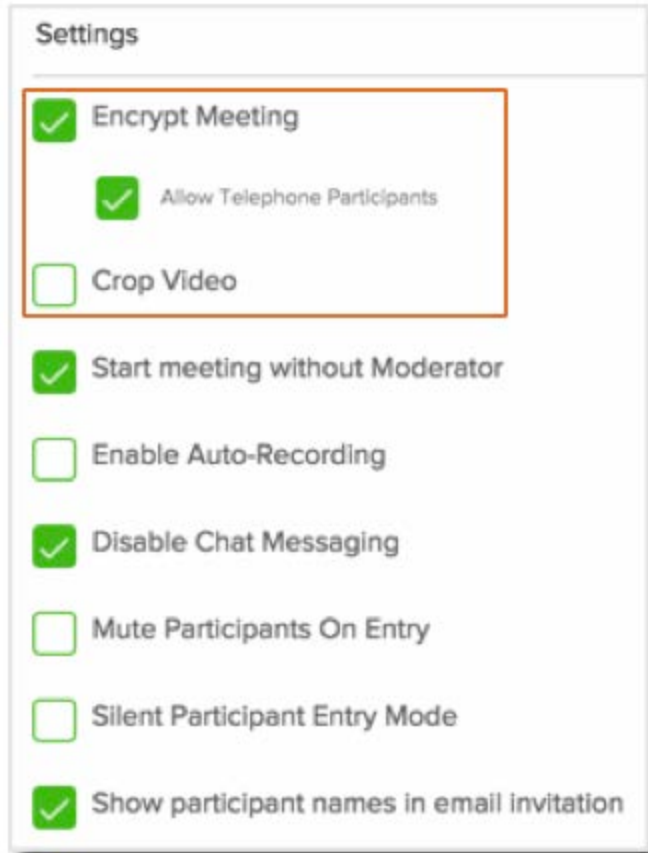 Settings
Encrypt Meeting
Allow Telephone Participants
Crop Video
Start meeting without Moderator
Enable Auto-Recording
Disable Chat Messaging
Mute Participants On Entry
Silent Participant Entry Mode
Show participant names in email invitation